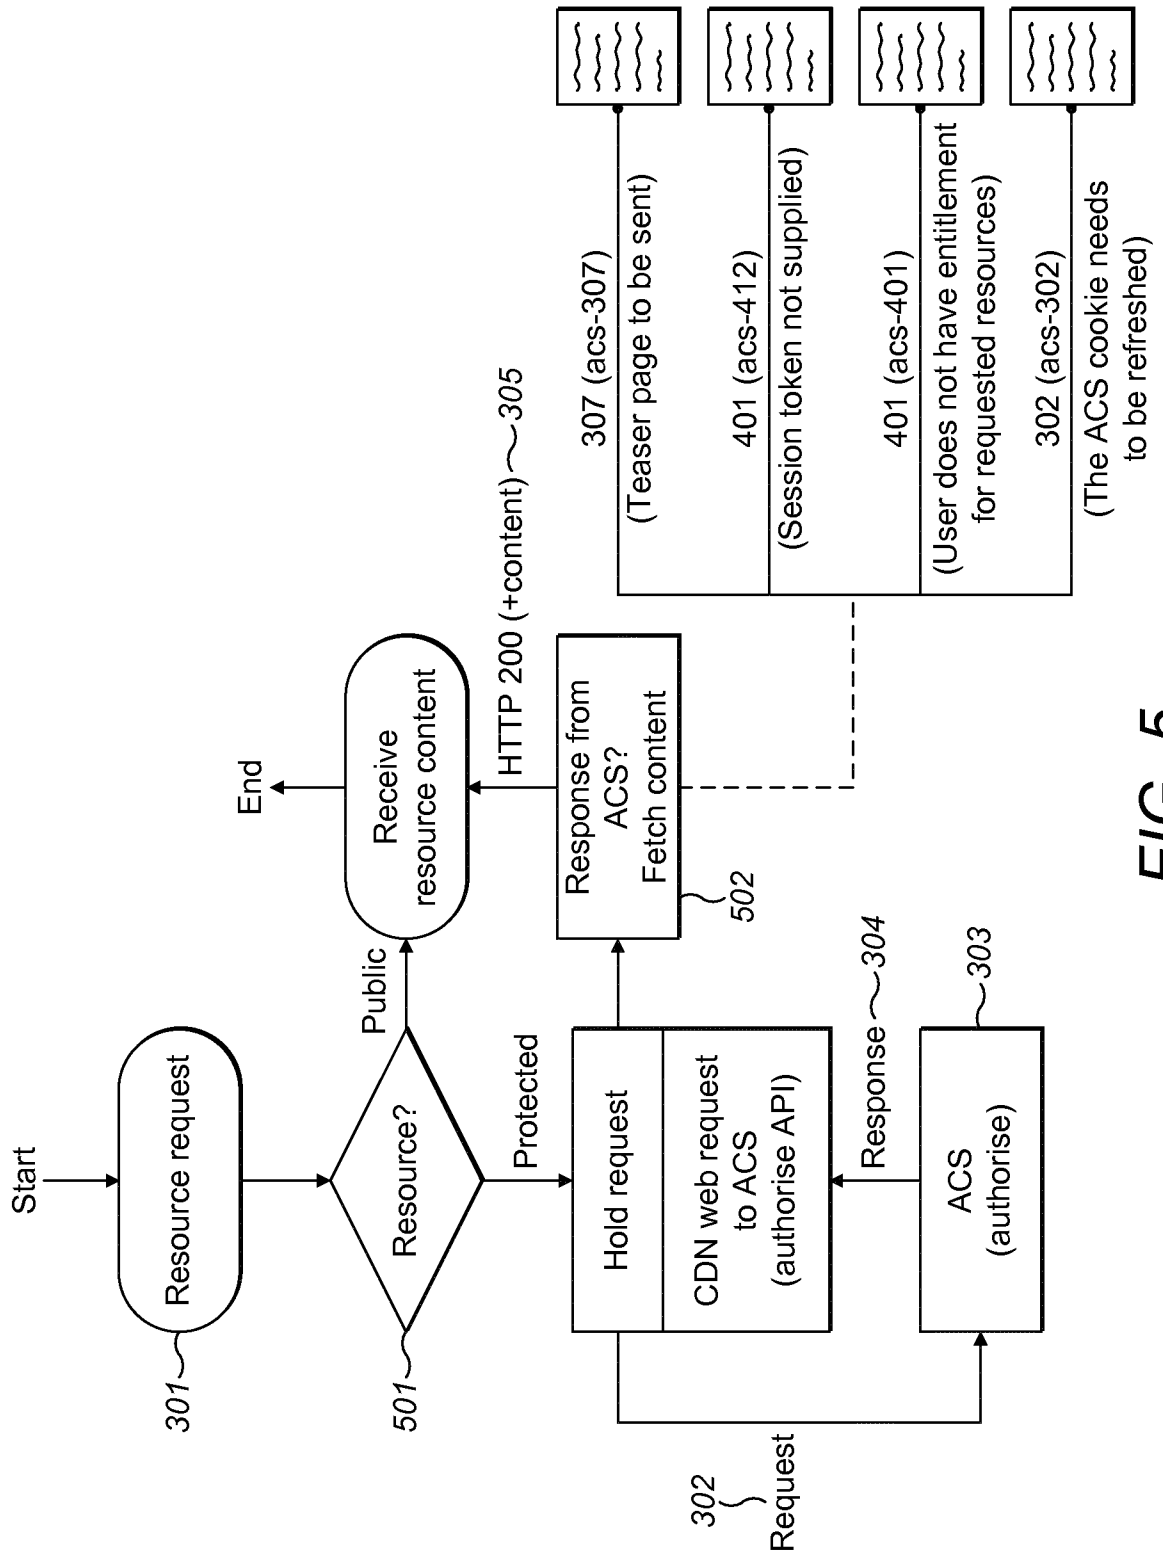 Start
Resource request
301
Resource?
501
Public
Protected
End
Receive
resource content
HTTP 200 (+content)
305
Hold request
CDN web request
to ACS
(authorise API)
302
Request
Response
304
ACS
(authorise)
303
Response from
ACS?
Fetch content
502
307 (acs-307)
(Teaser page to be sent)
401 (acs-412)
(Session token not supplied)
401 (acs-401)
(User does not have entitlement
for requested resources)
302 (acs-302)
(The ACS cookie needs
to be refreshed)
FIG. 5